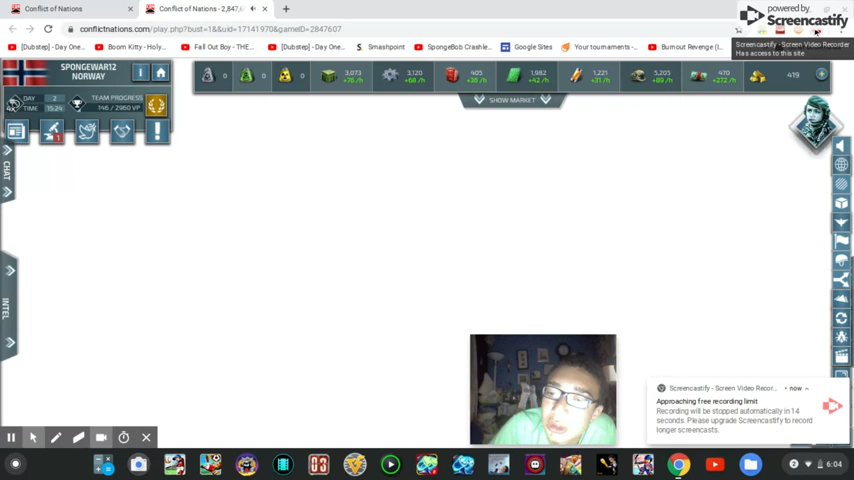 Conflict of Nations
Conflict of Nations - 2,847,6
powered by
Screencastify
conflictnations.com/play.php?bust=1&&uid=17141970&gameID=2847607
[Dubstep] - Day One...
Boom Kitty - Howl...
Fall Out Boy - THE...
[Dubstep] - Day One...
Smashpoint
SpongeBob Crashle...
Google Sites
Your tournaments -...
Burnout Revenge (I...
Screencastify - Screen Video Recorder
Has access to this site
SPONGEWAR12
NORWAY
DAY 2
TIME 15:24
TEAM PROGRESS
146 / 2960 VP
0
0
0
3,073
+76 /h
3,120
+68 /h
405
+36 /h
1,982
+42 /h
1,221
+31 /h
5,205
+89 /h
470
+272 /h
419
SHOW MARKET
1
CHAT
INTEL
Screencastify - Screen Video Recor... • now
Approaching free recording limit
Recording will be stopped automatically in 14
seconds. Please upgrade Screencastify to record
longer screencasts.
2
6:04